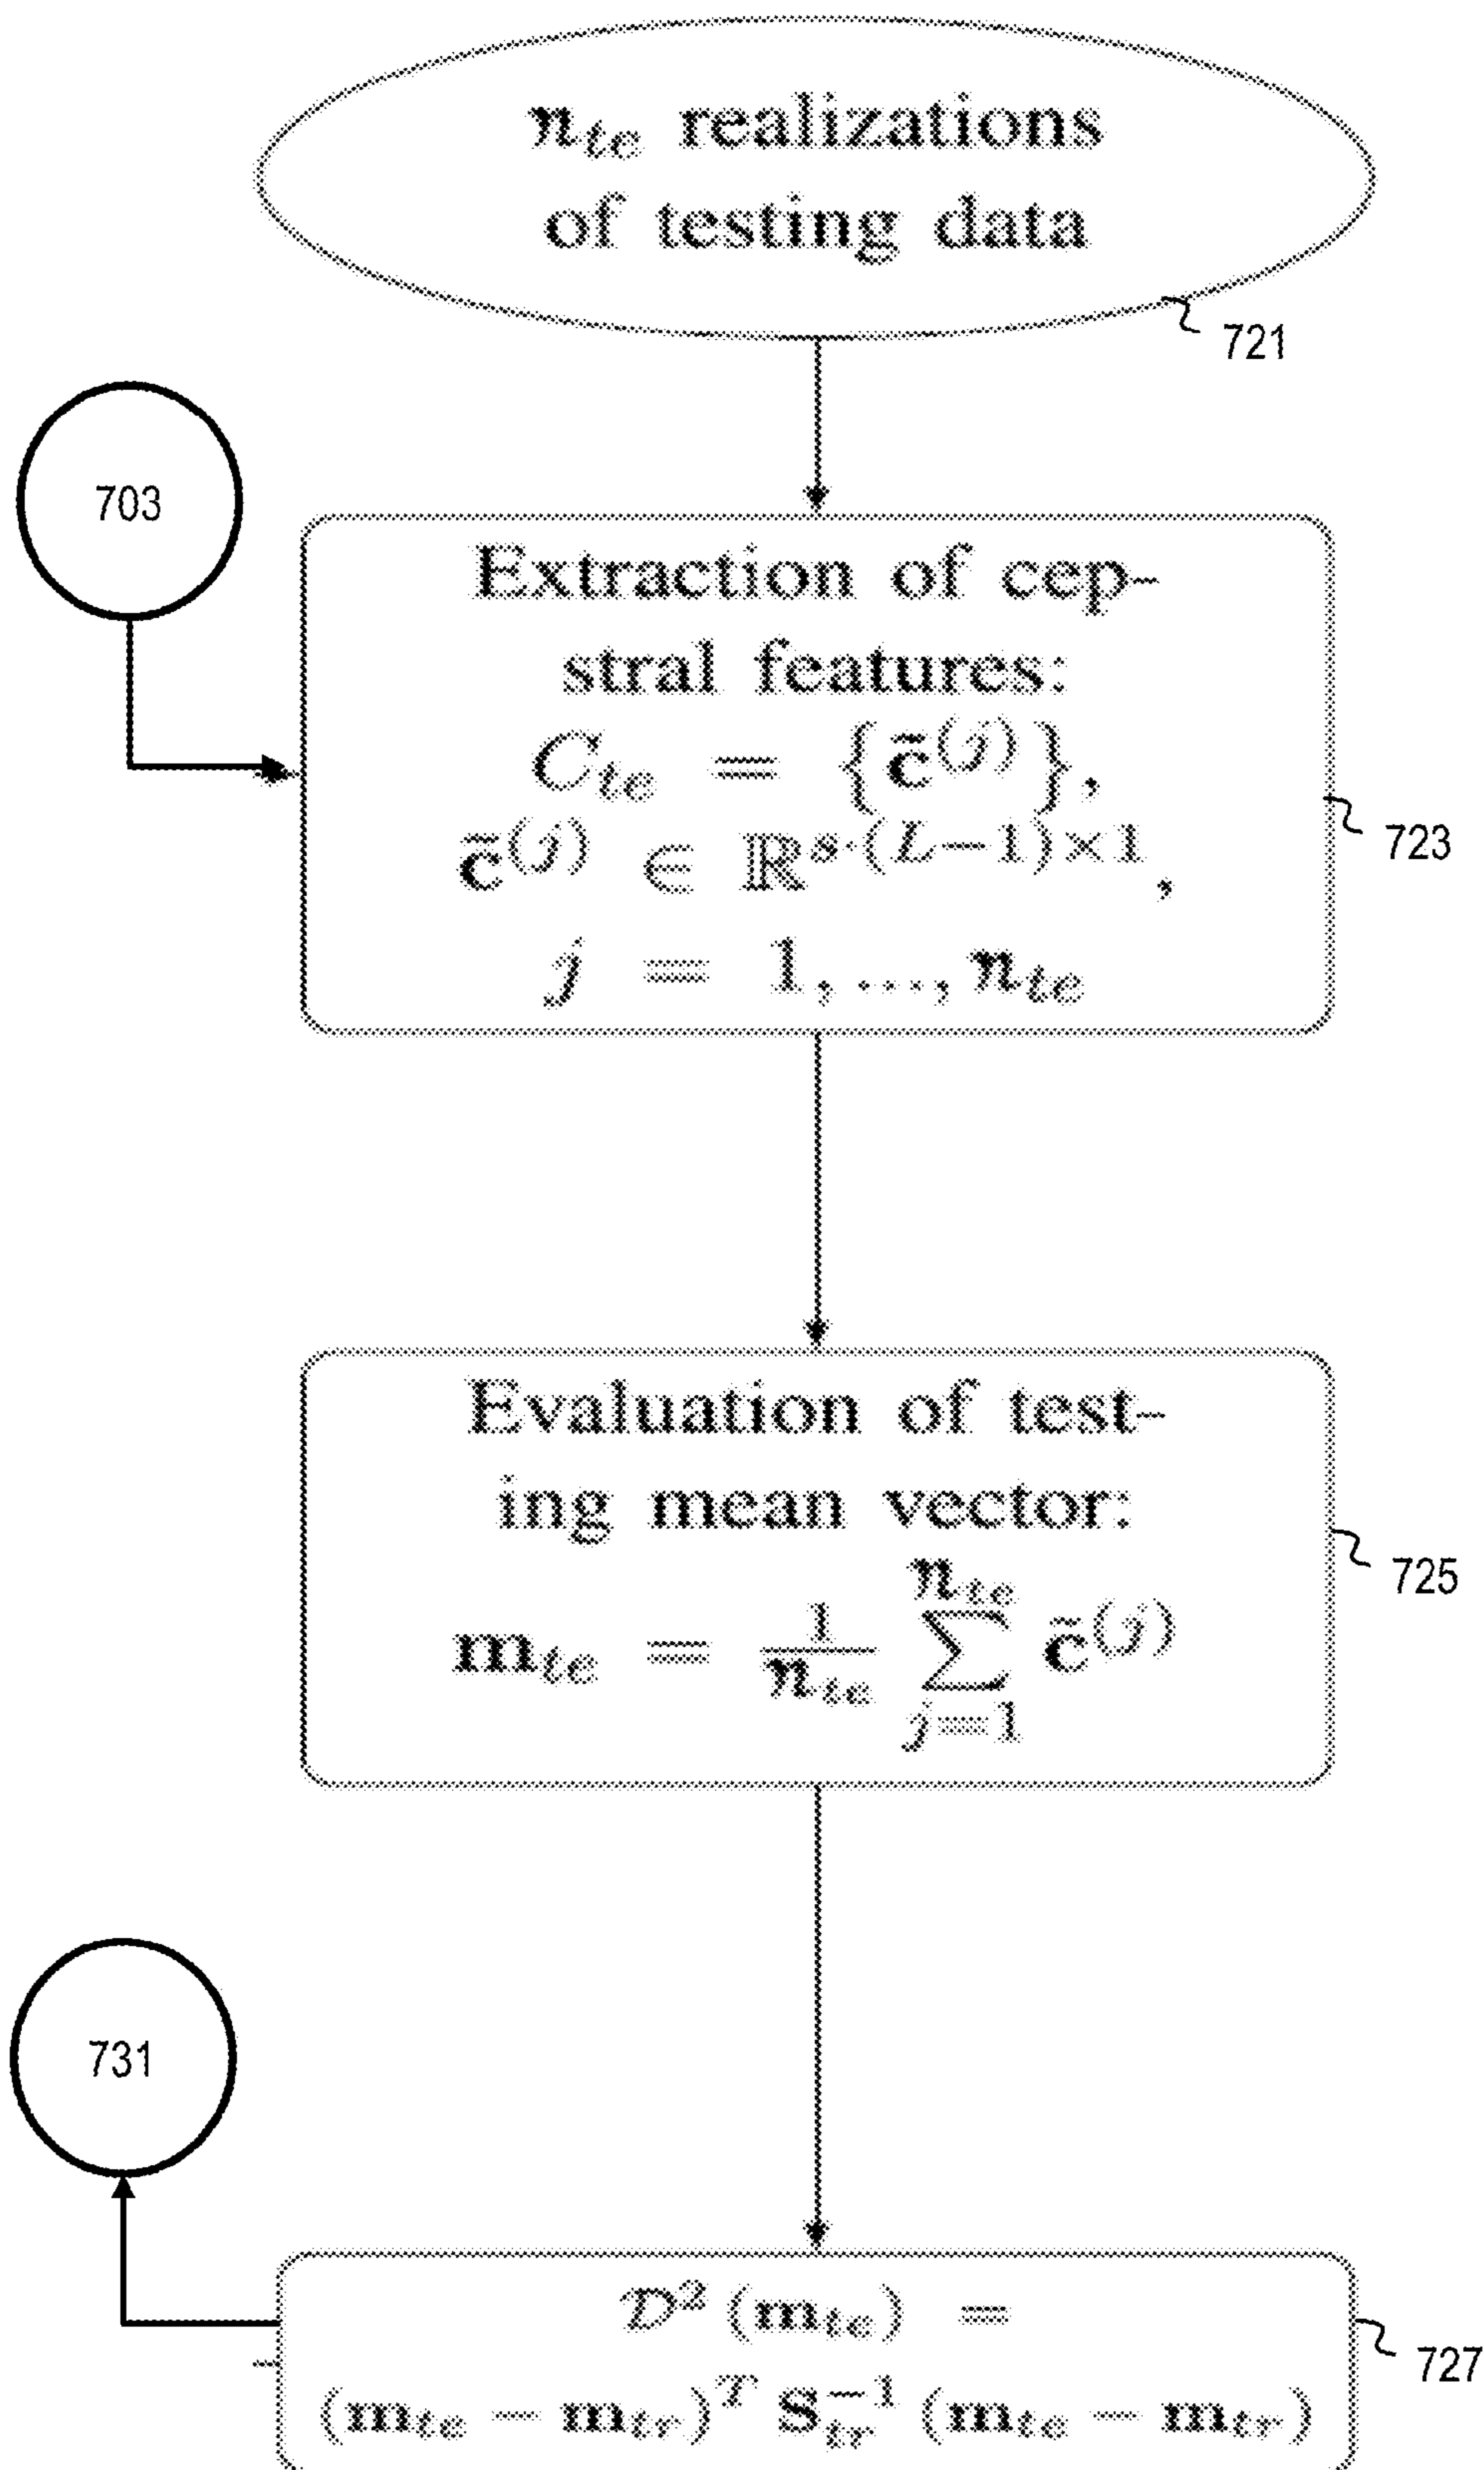 n_te realizations
of testing data
721
703
Extraction of cep-
stral features:
C_te = { c̄̃^(j) },
c̄̃^(j) ∈ ℝ^s·(L−1)×1,
j = 1, ..., n_te
723
Evaluation of test-
ing mean vector:
m_te = 1/n_te ∑_{j=1}^{n_te} c̄̃^(j)
725
731
D² (m_te) =
(m_te − m_tr)^T S_tr^−1 (m_te − m_tr)
727